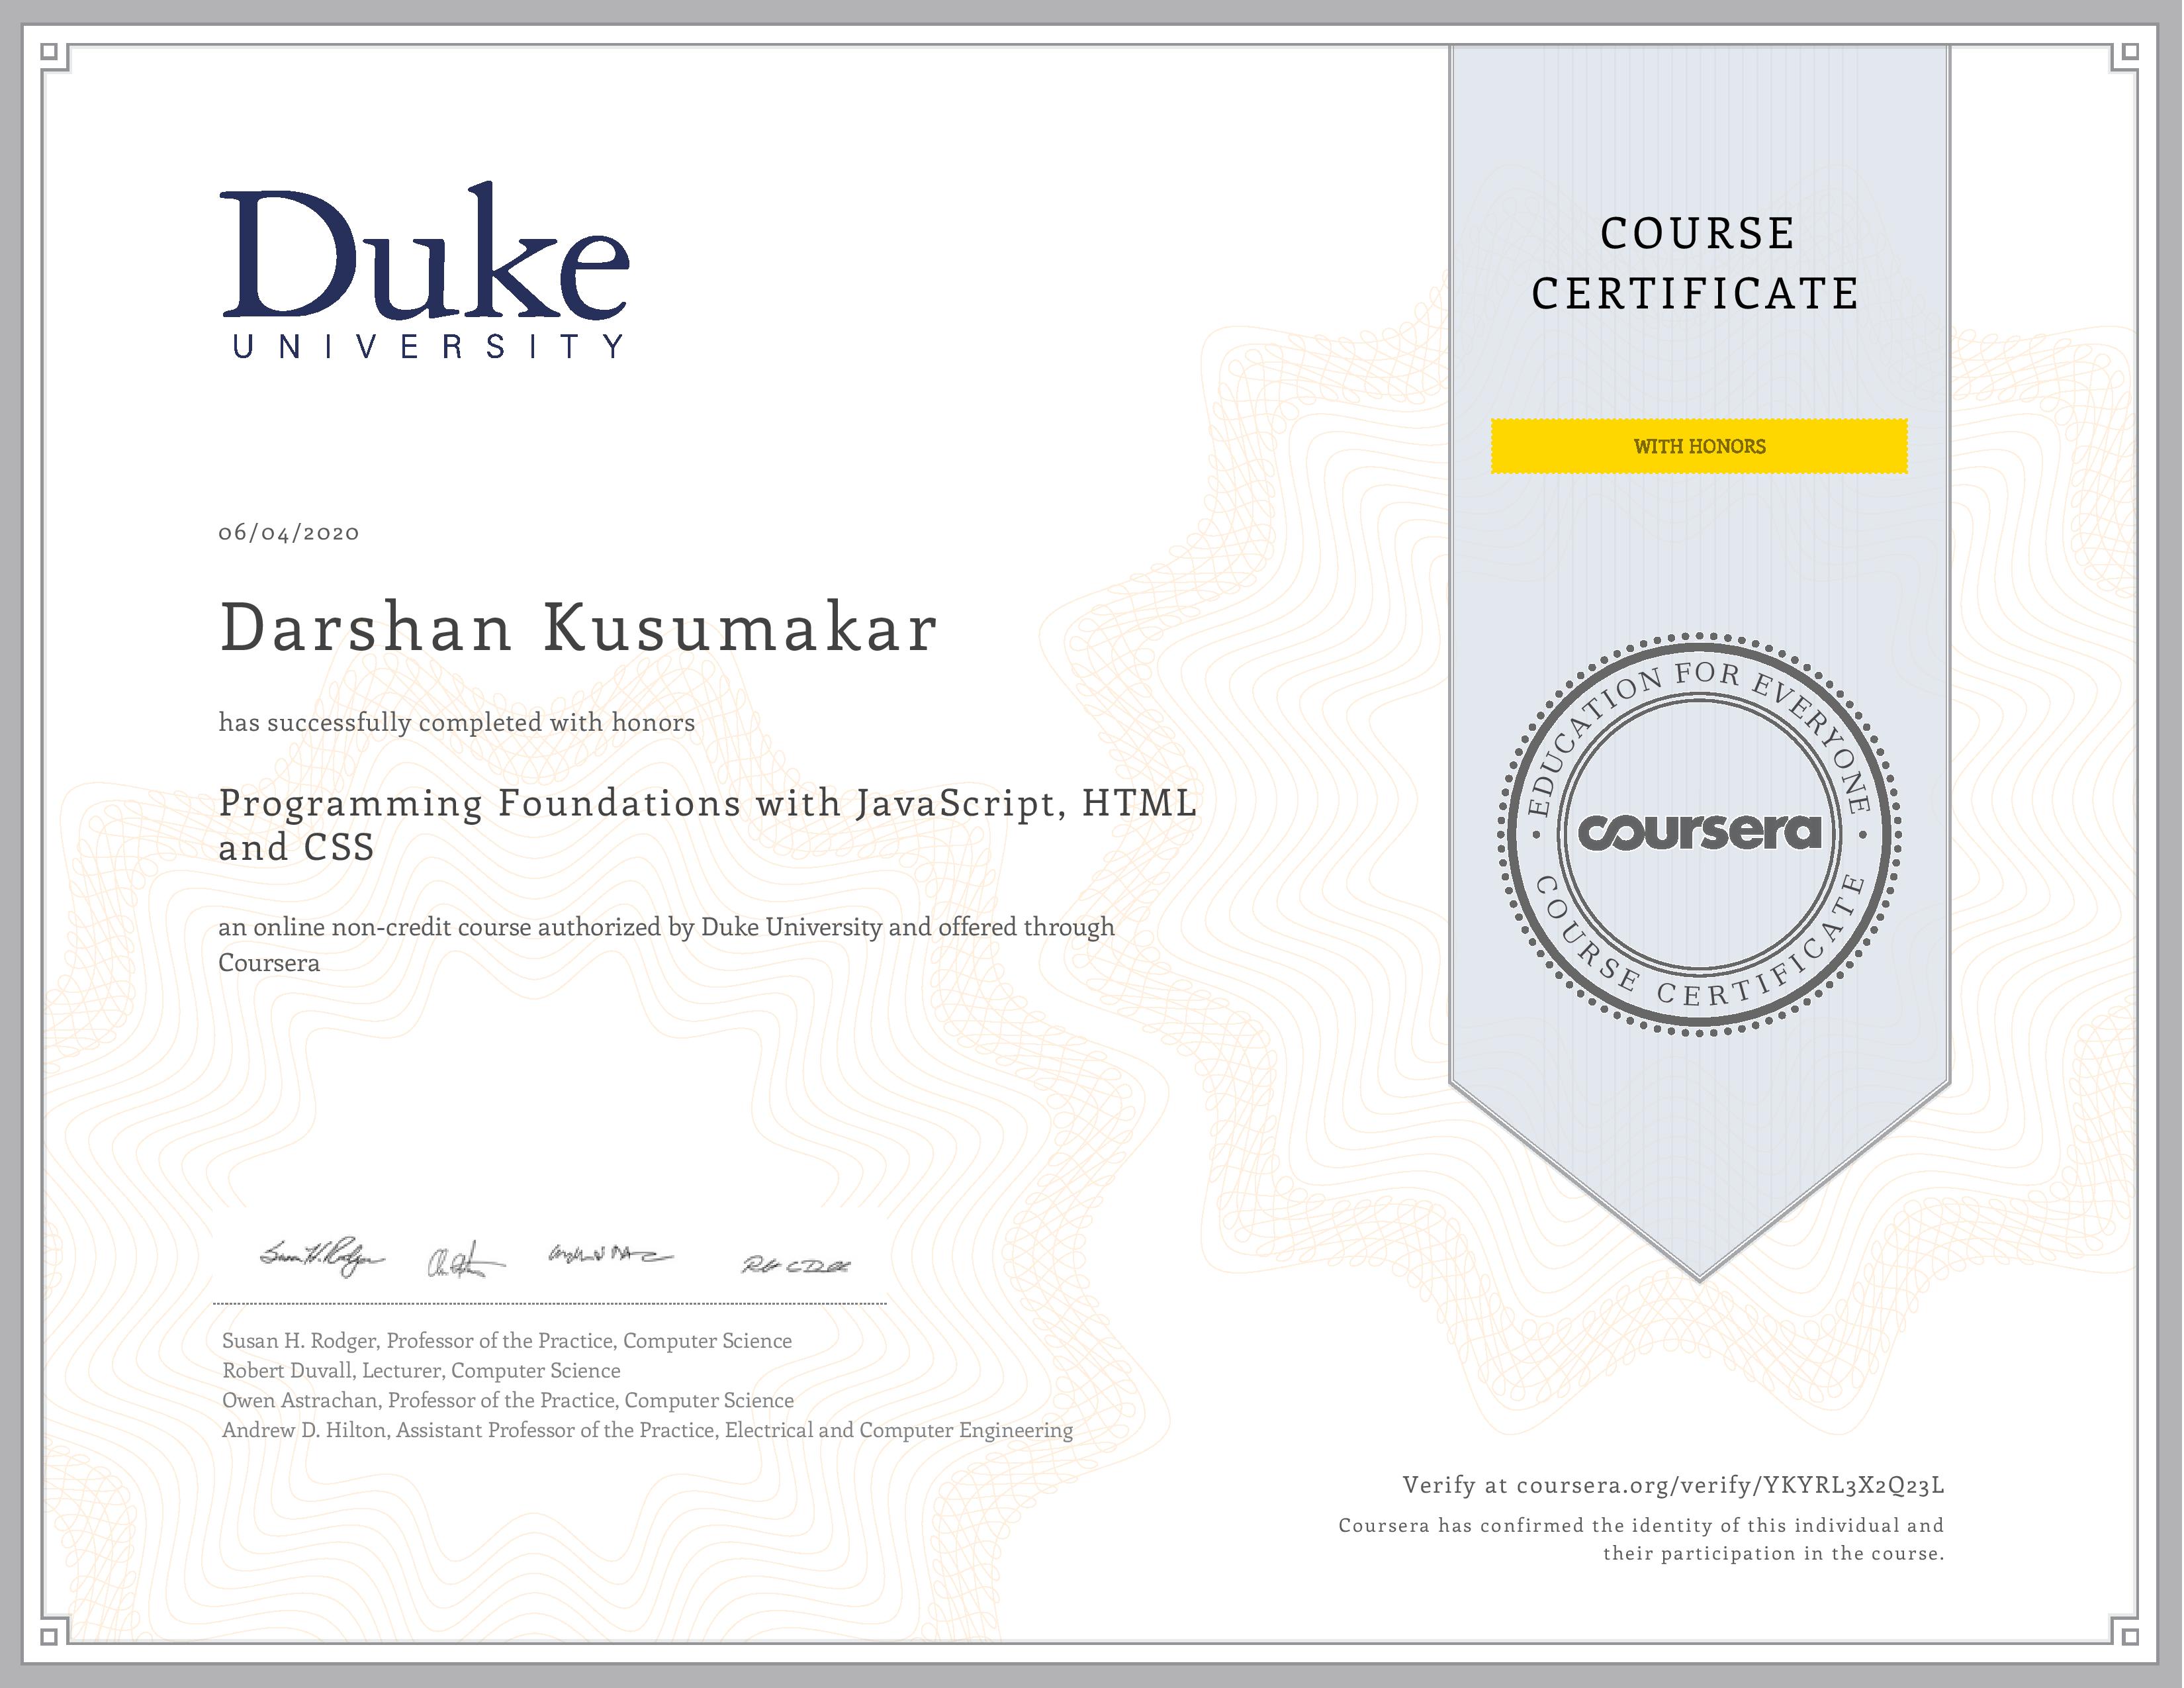 Duke
UNIVERSITY
COURSE
CERTIFICATE
WITH HONORS
06/04/2020
Darshan Kusumakar
has successfully completed with honors
Programming Foundations with JavaScript, HTML
and CSS
an online non-credit course authorized by Duke University and offered through
Coursera
EDUCATION FOR EVERYONE
coursera
COURSE CERTIFICATE
Susan H. Rodger
Susan H. Rodger, Professor of the Practice, Computer Science
Robert Duvall, Lecturer, Computer Science
Owen Astrachan, Professor of the Practice, Computer Science
Andrew D. Hilton, Assistant Professor of the Practice, Electrical and Computer Engineering
Verify at coursera.org/verify/YKYRL3X2Q23L
Coursera has confirmed the identity of this individual and
their participation in the course.